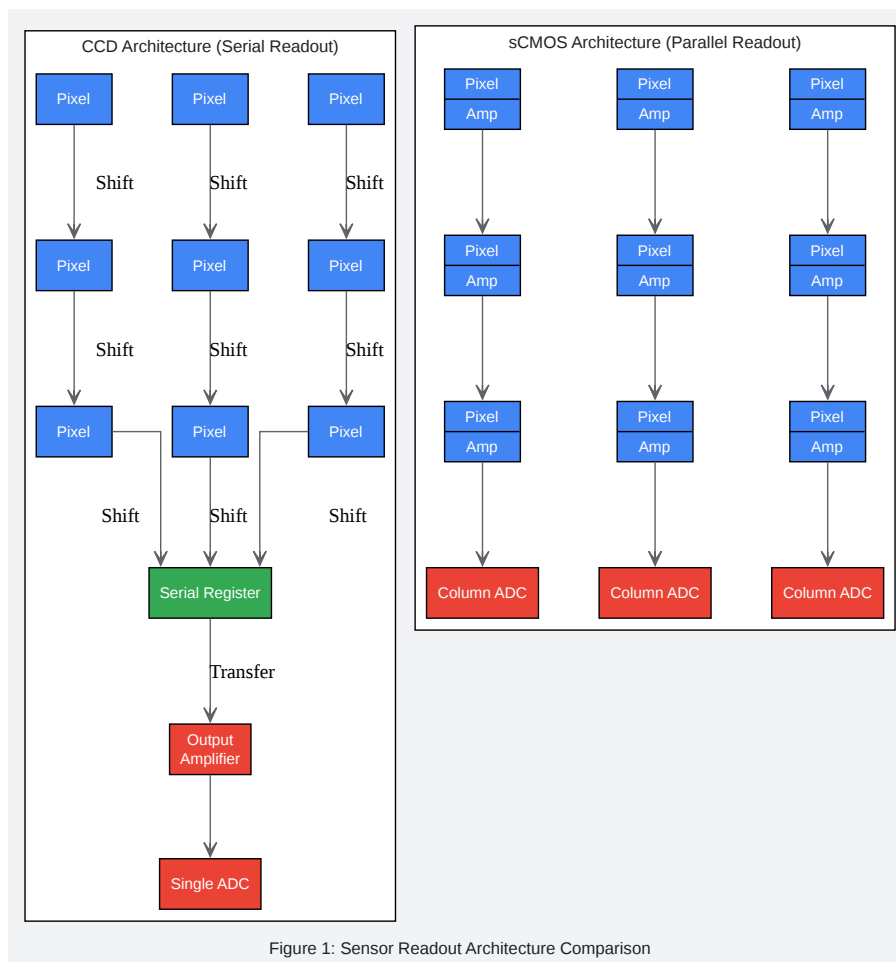 CCD Architecture (Serial Readout)
Pixel
Pixel
Pixel
Shift
Shift
Shift
Pixel
Pixel
Pixel
Shift
Shift
Shift
Pixel
Pixel
Pixel
Shift
Shift
Shift
Serial Register
Transfer
Output
Amplifier
Single ADC
sCMOS Architecture (Parallel Readout)
Pixel
Amp
Pixel
Amp
Pixel
Amp
Pixel
Amp
Pixel
Amp
Pixel
Amp
Pixel
Amp
Pixel
Amp
Pixel
Amp
Column ADC
Column ADC
Column ADC
Figure 1: Sensor Readout Architecture Comparison